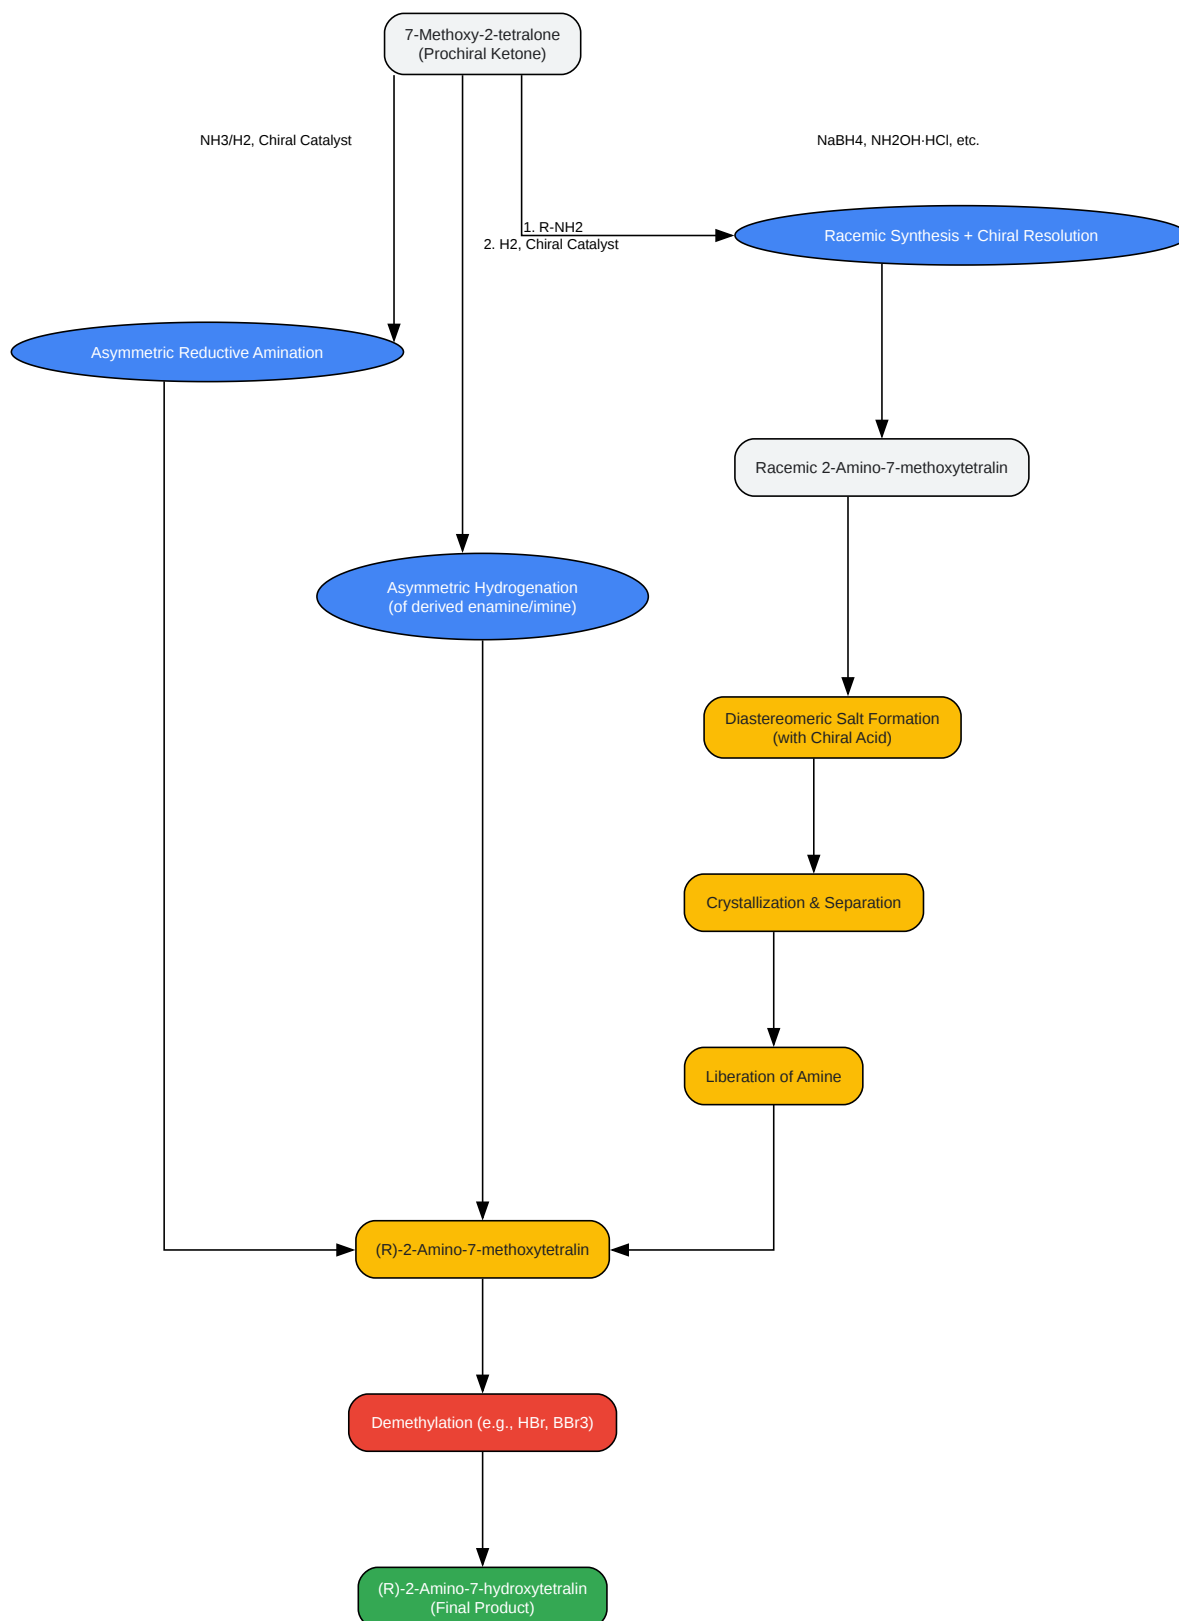 7-Methoxy-2-tetralone
(Prochiral Ketone)
NH3/H2, Chiral Catalyst
NaBH4, NH2OH·HCl, etc.
1. R-NH2
2. H2, Chiral Catalyst
Racemic Synthesis + Chiral Resolution
Asymmetric Reductive Amination
Racemic 2-Amino-7-methoxytetralin
Asymmetric Hydrogenation
(of derived enamine/imine)
Diastereomeric Salt Formation
(with Chiral Acid)
Crystallization & Separation
Liberation of Amine
(R)-2-Amino-7-methoxytetralin
Demethylation (e.g., HBr, BBr3)
(R)-2-Amino-7-hydroxytetralin
(Final Product)